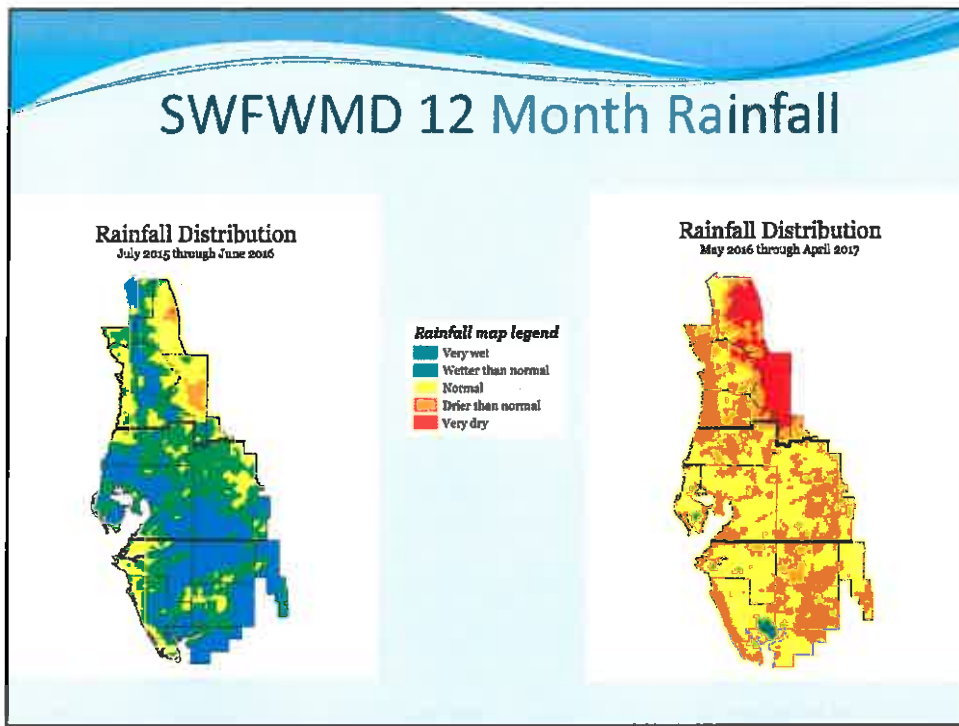 SWFWMD 12 Month Rainfall
Rainfall Distribution
July 2015 through June 2016
Rainfall Distribution
May 2016 through April 2017
Rainfall map legend
Very wet
Wetter than normal
Normal
Drier than normal
Very dry